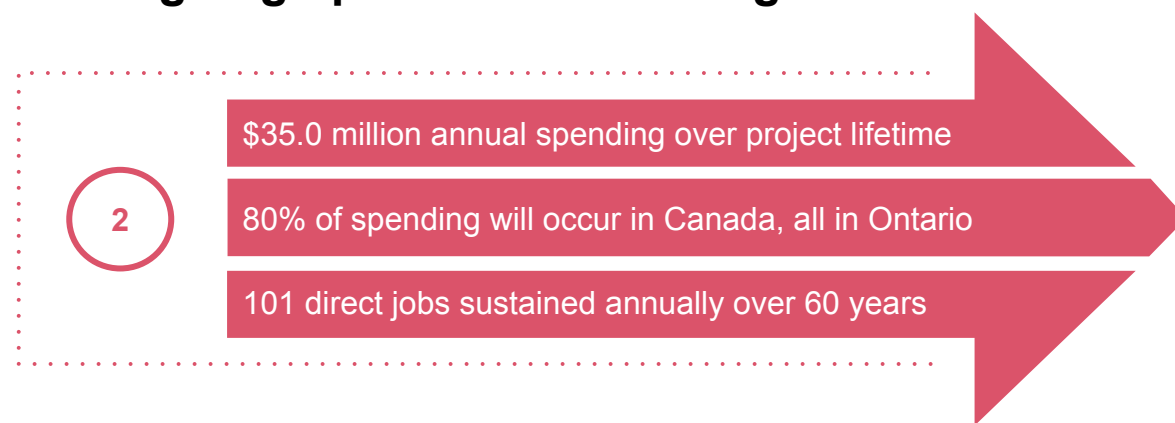 2
$35.0 million annual spending over project lifetime
80% of spending will occur in Canada, all in Ontario
101 direct jobs sustained annually over 60 years